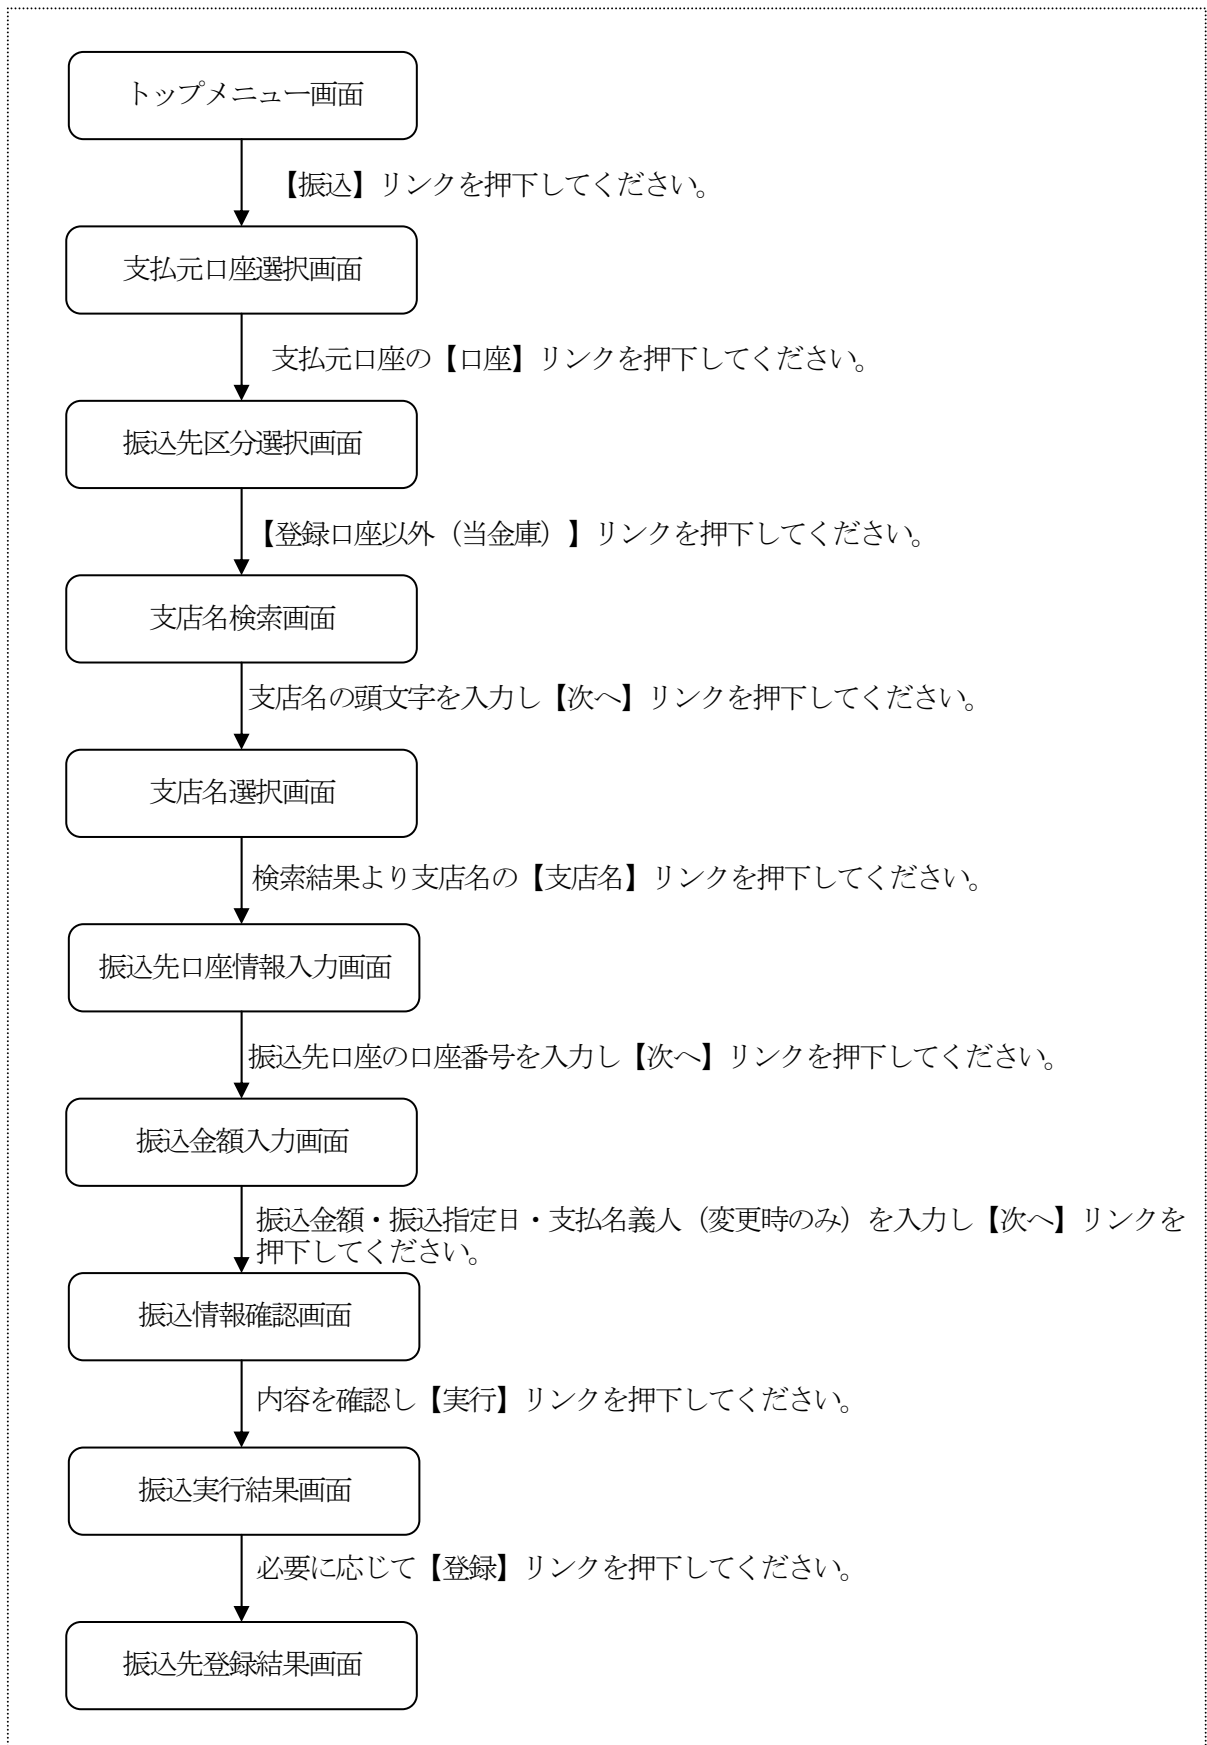 トップメニュー画面
【振込】リンクを押下してください。
支払元口座選択画面
支払元口座の【口座】リンクを押下してください。
振込先区分選択画面
【登録口座以外（当金庫）】リンクを押下してください。
支店名検索画面
支店名の頭文字を入力し【次へ】リンクを押下してください。
支店名選択画面
検索結果より支店名の【支店名】リンクを押下してください。
振込先口座情報入力画面
振込先口座の口座番号を入力し【次へ】リンクを押下してください。
振込金額入力画面
振込金額・振込指定日・支払名義人（変更時のみ）を入力し【次へ】リンクを
押下してください。
振込情報確認画面
内容を確認し【実行】リンクを押下してください。
振込実行結果画面
必要に応じて【登録】リンクを押下してください。
振込先登録結果画面